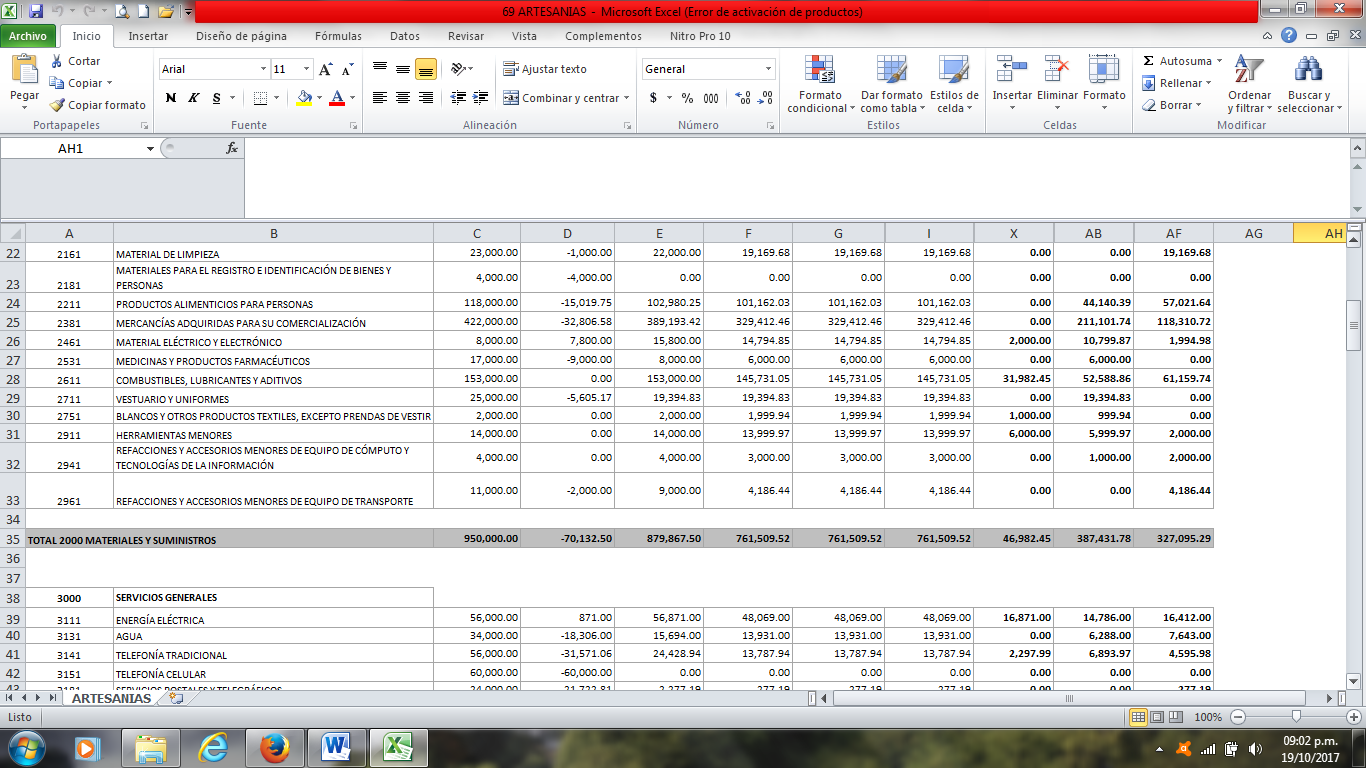 69 ARTESANIAS - Microsoft Excel (Error de activación de productos)
Archivo Inicio Insertar Diseño de página Fórmulas Datos Revisar Vista Complementos Nitro Pro 10
Pegar
Cortar
Copiar
Copiar formato
Portapapeles
Arial 11
N K S
Fuente
Ajustar texto
Combinar y centrar
Alineación
General
$ % 000
Número
Formato condicional
Dar formato como tabla
Estilos de celda
Estilos
Insertar Eliminar Formato
Celdas
Σ Autosuma
Rellenar
Borrar
Ordenar y filtrar
Buscar y seleccionar
Modificar
AH1 fx
A B C D E F G I X AB AF AG AH
22 2161 MATERIAL DE LIMPIEZA 23,000.00 -1,000.00 22,000.00 19,169.68 19,169.68 19,169.68 0.00 0.00 19,169.68
MATERIALES PARA EL REGISTRO E IDENTIFICACIÓN DE BIENES Y
23 2181 PERSONAS 4,000.00 -4,000.00 0.00 0.00 0.00 0.00 0.00 0.00 0.00
24 2211 PRODUCTOS ALIMENTICIOS PARA PERSONAS 118,000.00 -15,019.75 102,980.25 101,162.03 101,162.03 101,162.03 0.00 44,140.39 57,021.64
25 2381 MERCANCÍAS ADQUIRIDAS PARA SU COMERCIALIZACIÓN 422,000.00 -32,806.58 389,193.42 329,412.46 329,412.46 329,412.46 0.00 211,101.74 118,310.72
26 2461 MATERIAL ELÉCTRICO Y ELECTRÓNICO 8,000.00 7,800.00 15,800.00 14,794.85 14,794.85 14,794.85 2,000.00 10,799.87 1,994.98
27 2531 MEDICINAS Y PRODUCTOS FARMACÉUTICOS 17,000.00 -9,000.00 8,000.00 6,000.00 6,000.00 6,000.00 0.00 6,000.00 0.00
28 2611 COMBUSTIBLES, LUBRICANTES Y ADITIVOS 153,000.00 0.00 153,000.00 145,731.05 145,731.05 145,731.05 31,982.45 52,588.86 61,159.74
29 2711 VESTUARIO Y UNIFORMES 25,000.00 -5,605.17 19,394.83 19,394.83 19,394.83 19,394.83 0.00 19,394.83 0.00
30 2751 BLANCOS Y OTROS PRODUCTOS TEXTILES, EXCEPTO PRENDAS DE VESTIR 2,000.00 0.00 2,000.00 1,999.94 1,999.94 1,999.94 1,000.00 999.94 0.00
31 2911 HERRAMIENTAS MENORES 14,000.00 0.00 14,000.00 13,999.97 13,999.97 13,999.97 6,000.00 5,999.97 2,000.00
REFACCIONES Y ACCESORIOS MENORES DE EQUIPO DE CÓMPUTO Y
32 2941 TECNOLOGÍAS DE LA INFORMACIÓN 4,000.00 0.00 4,000.00 3,000.00 3,000.00 3,000.00 0.00 1,000.00 2,000.00
33 2961 REFACCIONES Y ACCESORIOS MENORES DE EQUIPO DE TRANSPORTE 11,000.00 -2,000.00 9,000.00 4,186.44 4,186.44 4,186.44 0.00 0.00 4,186.44
34
35 TOTAL 2000 MATERIALES Y SUMINISTROS 950,000.00 -70,132.50 879,867.50 761,509.52 761,509.52 761,509.52 46,982.45 387,431.78 327,095.29
36
37
38 3000 SERVICIOS GENERALES
39 3111 ENERGÍA ELÉCTRICA 56,000.00 871.00 56,871.00 48,069.00 48,069.00 48,069.00 16,871.00 14,786.00 16,412.00
40 3131 AGUA 34,000.00 -18,306.00 15,694.00 13,931.00 13,931.00 13,931.00 0.00 6,288.00 7,643.00
41 3141 TELEFONÍA TRADICIONAL 56,000.00 -31,571.06 24,428.94 13,787.94 13,787.94 13,787.94 2,297.99 6,893.97 4,595.98
42 3151 TELEFONÍA CELULAR 60,000.00 -60,000.00 0.00 0.00 0.00 0.00 0.00 0.00 0.00
43 3181 SERVICIOS POSTALES Y TELEGRÁFICOS 24,000.00 -21,722.81 2,277.19 277.19 277.19 277.19 0.00 0.00 277.19
ARTESANIAS
Listo 100%
09:02 p.m.
19/10/2017